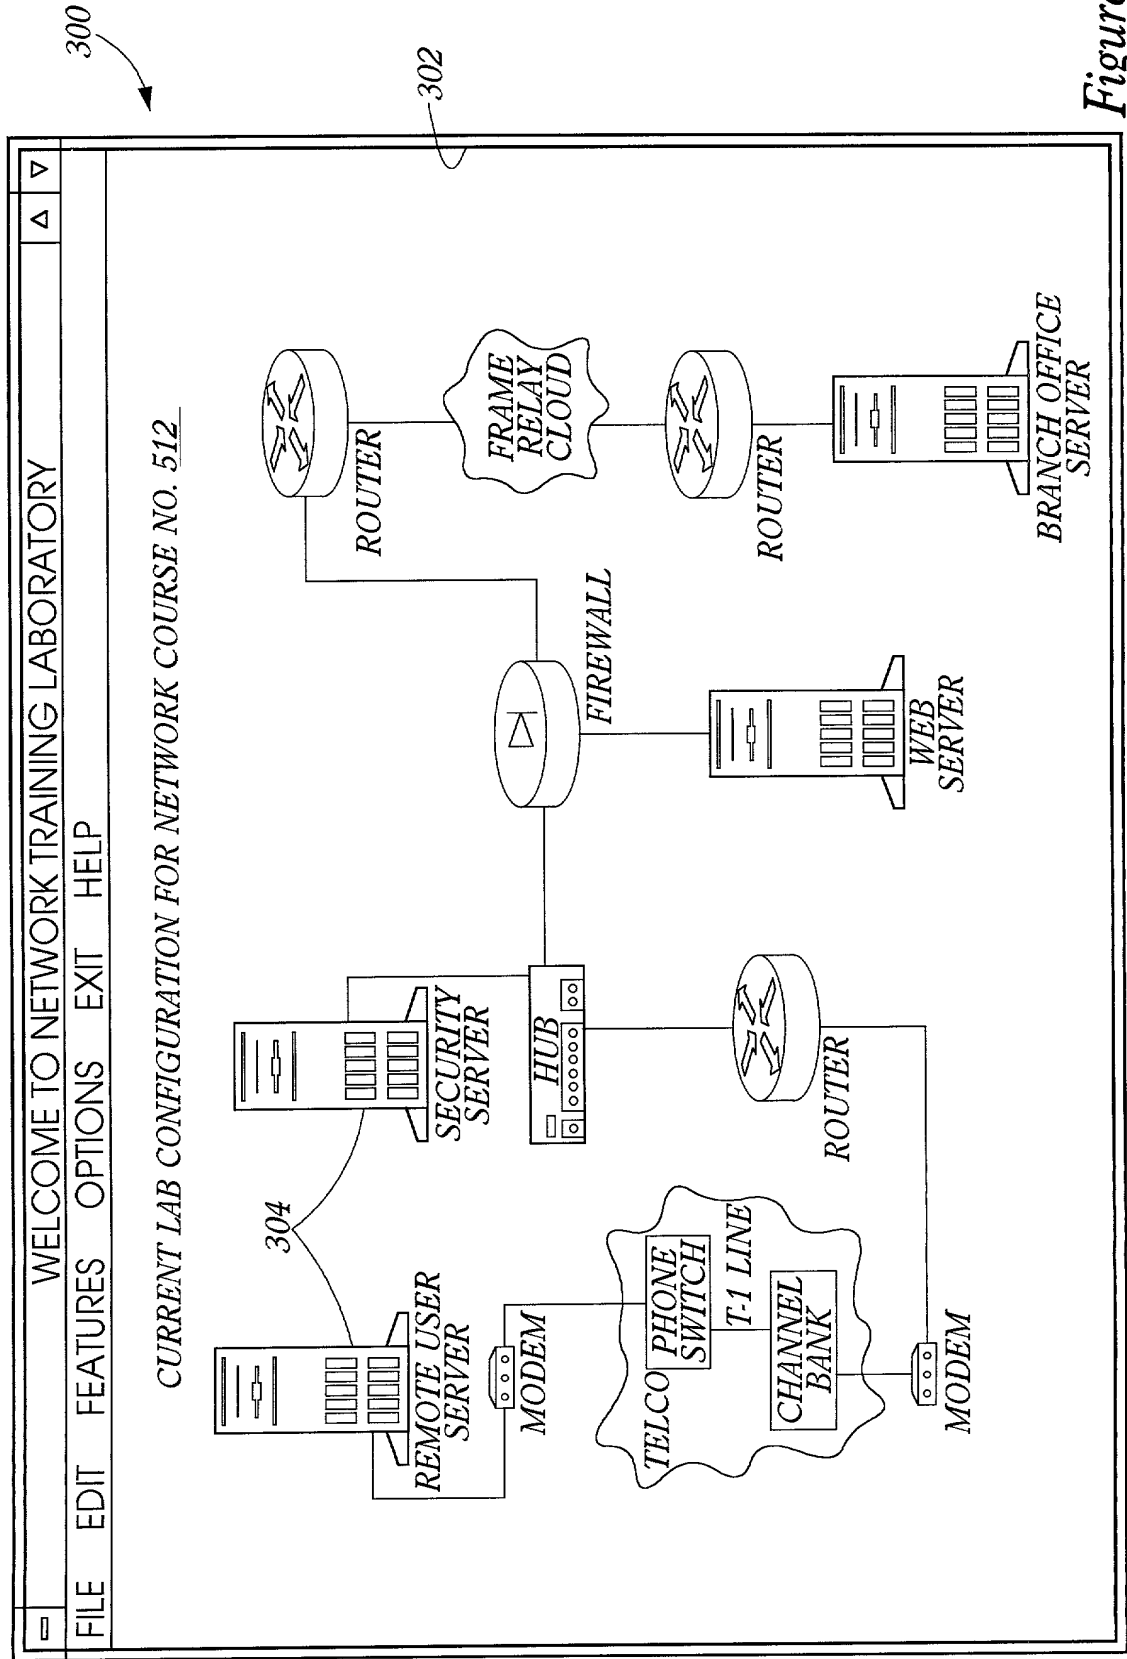 300
302
WELCOME TO NETWORK TRAINING LABORATORY
FILE EDIT FEATURES OPTIONS EXIT HELP
CURRENT LAB CONFIGURATION FOR NETWORK COURSE NO. 512
304
REMOTE USER
SERVER
SECURITY
SERVER
ROUTER
MODEM
HUB
FIREWALL
FRAME
RELAY
CLOUD
TELCO
PHONE
SWITCH
T-1 LINE
CHANNEL
BANK
ROUTER
WEB
SERVER
ROUTER
MODEM
BRANCH OFFICE
SERVER
Figure